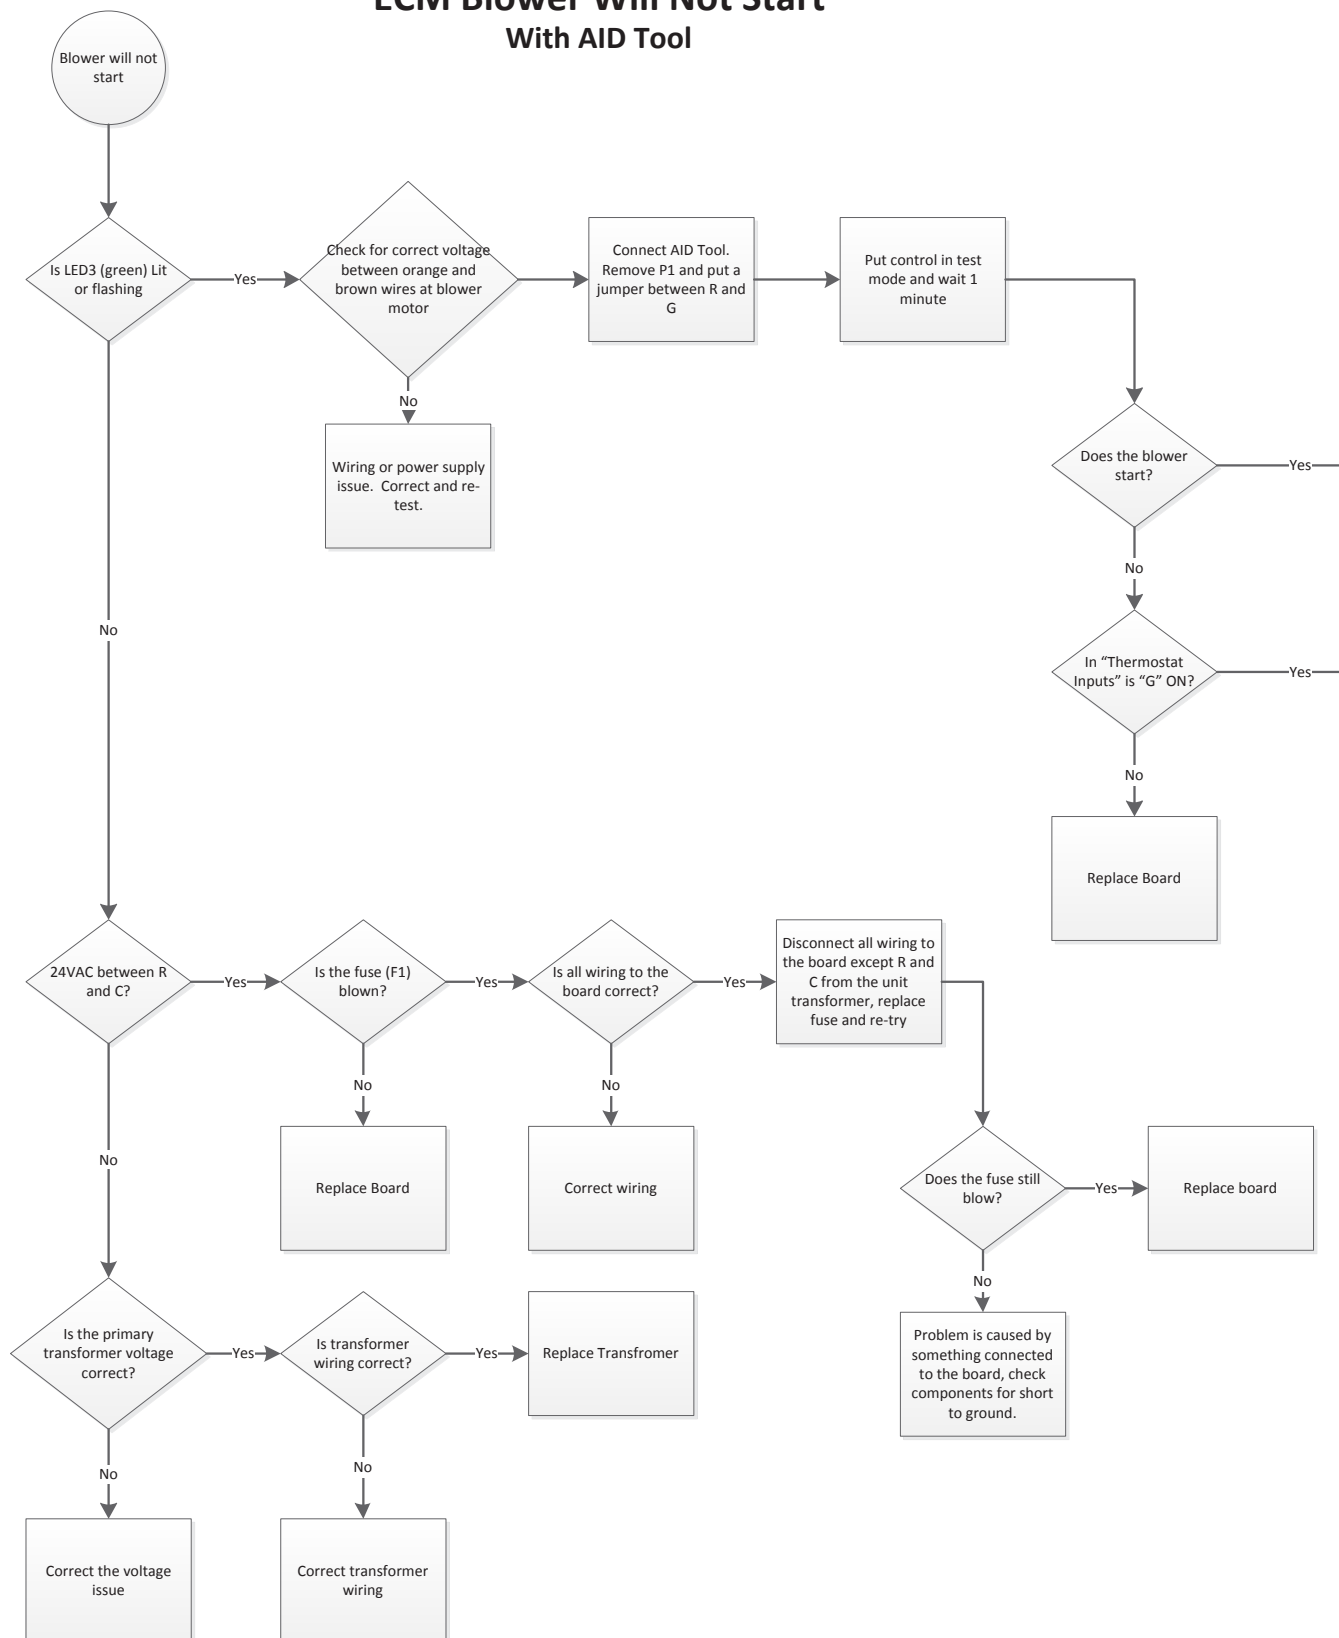 ECM Blower Will Not Start
With AID Tool
Blower will not
start
Is LED3 (green) Lit
or flashing
Yes
Check for correct voltage
between orange and
brown wires at blower
motor
Connect AID Tool.
Remove P1 and put a
jumper between R and
G
Put control in test
mode and wait 1
minute
No
Wiring or power supply
issue.  Correct and re-
test.
Does the blower
start?
Yes
No
No
In “Thermostat
Inputs” is “G” ON?
Yes
No
Replace Board
24VAC between R
and C?
Yes
Is the fuse (F1)
blown?
Yes
Is all wiring to the
board correct?
Yes
Disconnect all wiring to
the board except R and
C from the unit
transformer, replace
fuse and re-try
No
No
No
Replace Board
Correct wiring
Does the fuse still
blow?
Yes
Replace board
No
Problem is caused by
something connected
to the board, check
components for short
to ground.
Is the primary
transformer voltage
correct?
Yes
Is transformer
wiring correct?
Yes
Replace Transfromer
No
No
Correct the voltage
issue
Correct transformer
wiring